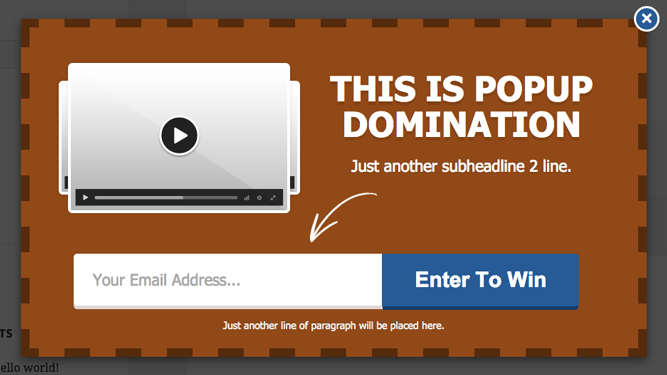 THIS IS POPUP
DOMINATION
Just another subheadline 2 line.
Your Email Address...
Enter To Win
Just another line of paragraph will be placed here.
TS
ello world!